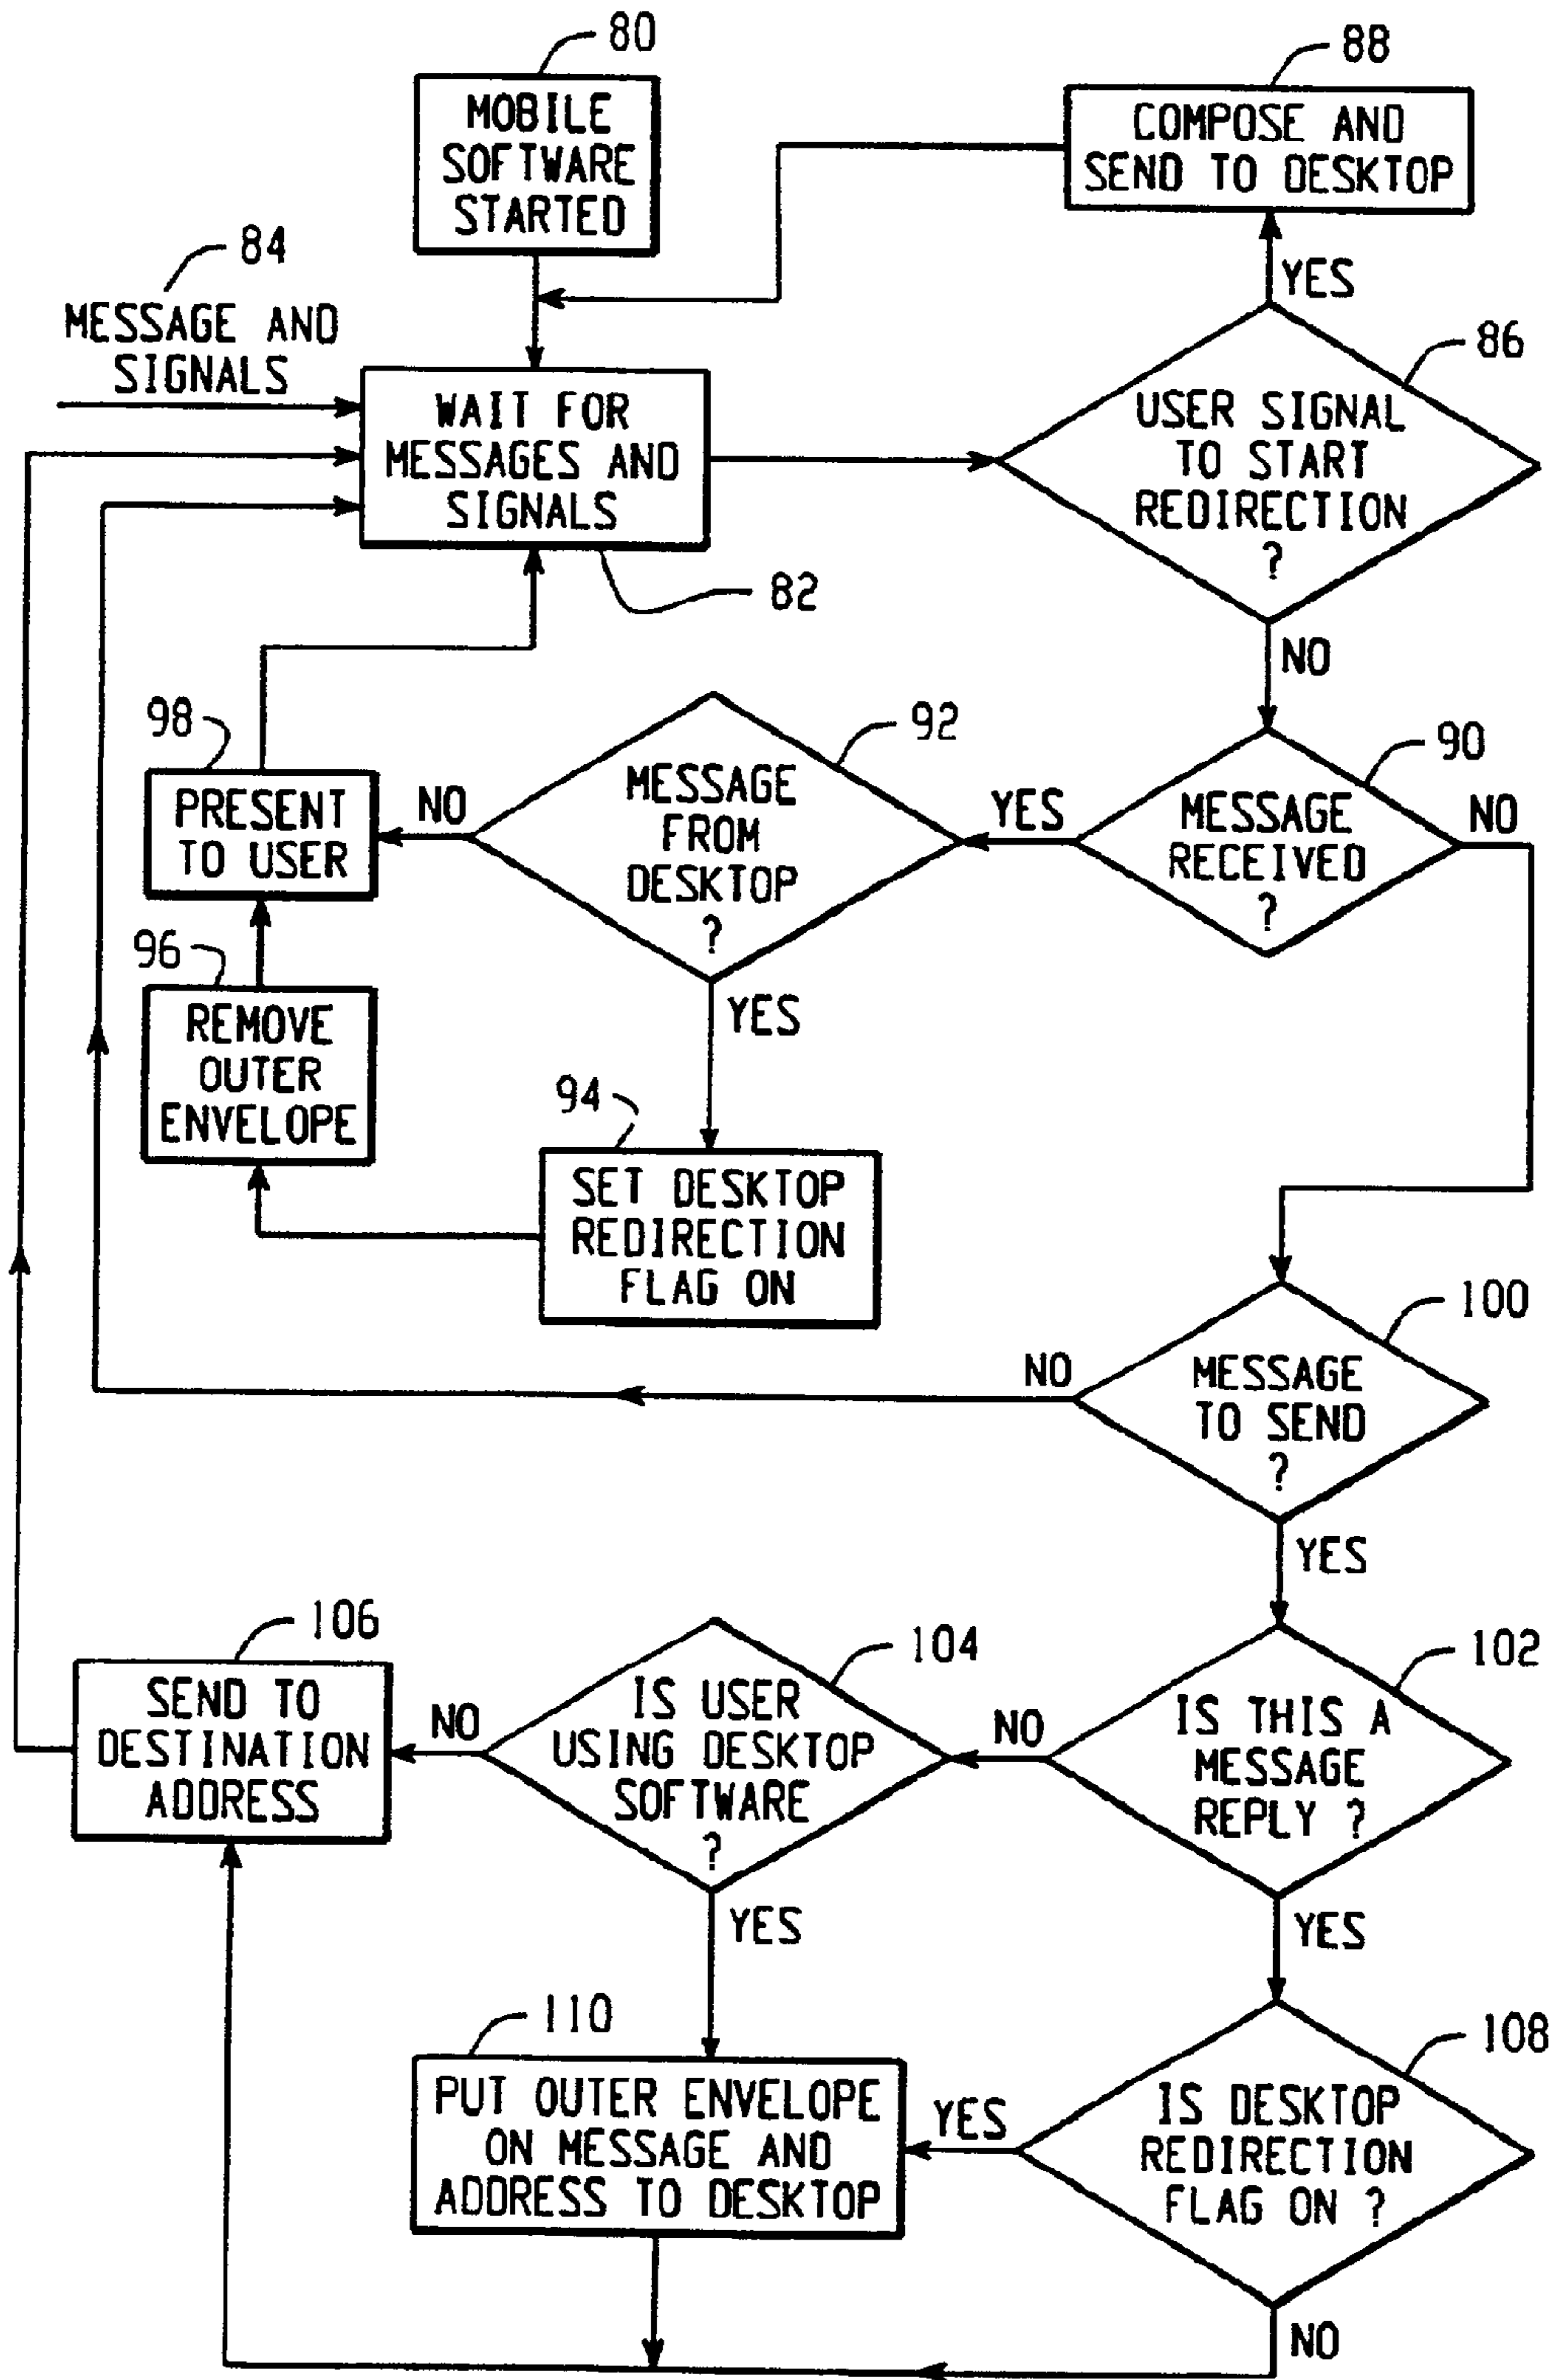 80
MOBILE
SOFTWARE
STARTED
88
COMPOSE AND
SEND TO DESKTOP
YES
84
MESSAGE AND
SIGNALS
WAIT FOR
MESSAGES AND
SIGNALS
82
86
USER SIGNAL
TO START
REDIRECTION
?
NO
90
MESSAGE
RECEIVED
?
NO
YES
92
MESSAGE
FROM
DESKTOP
?
NO
98
PRESENT
TO USER
96
REMOVE
OUTER
ENVELOPE
YES
94
SET DESKTOP
REDIRECTION
FLAG ON
100
MESSAGE
TO SEND
?
NO
YES
102
IS THIS A
MESSAGE
REPLY ?
NO
104
IS USER
USING DESKTOP
SOFTWARE
?
NO
106
SEND TO
DESTINATION
ADDRESS
YES
YES
108
IS DESKTOP
REDIRECTION
FLAG ON ?
YES
110
PUT OUTER ENVELOPE
ON MESSAGE AND
ADDRESS TO DESKTOP
NO